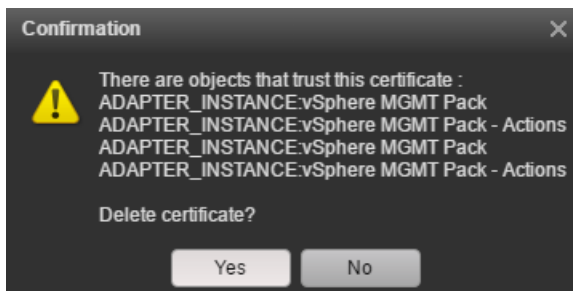 Confirmation
There are objects that trust this certificate :
ADAPTER_INSTANCE:vSphere MGMT Pack
ADAPTER_INSTANCE:vSphere MGMT Pack - Actions
ADAPTER_INSTANCE:vSphere MGMT Pack
ADAPTER_INSTANCE:vSphere MGMT Pack - Actions
Delete certificate?
Yes No